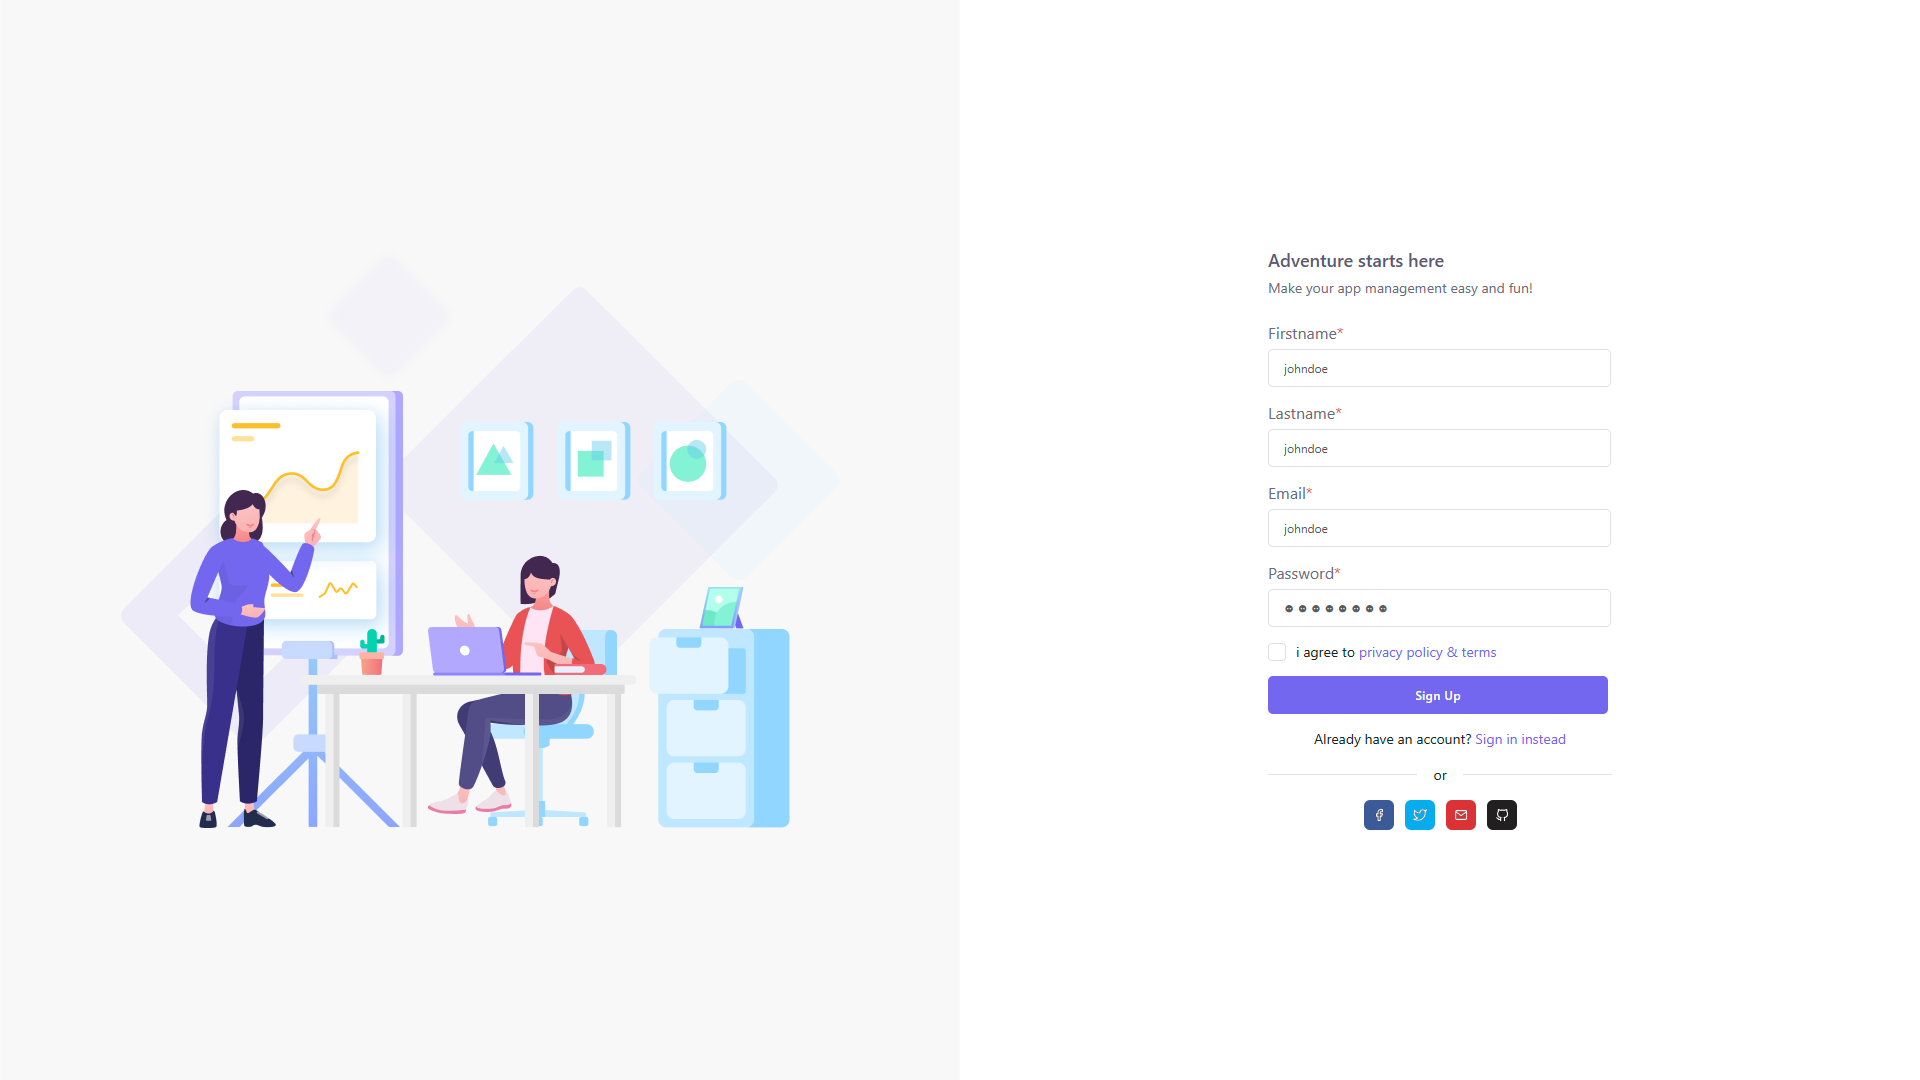 Adventure starts here
Make your app management easy and fun!
Firstname*
johndoe
Lastname*
johndoe
Email*
johndoe
Password*
i agree to privacy policy & terms
Sign Up
Already have an account? Sign in instead
or